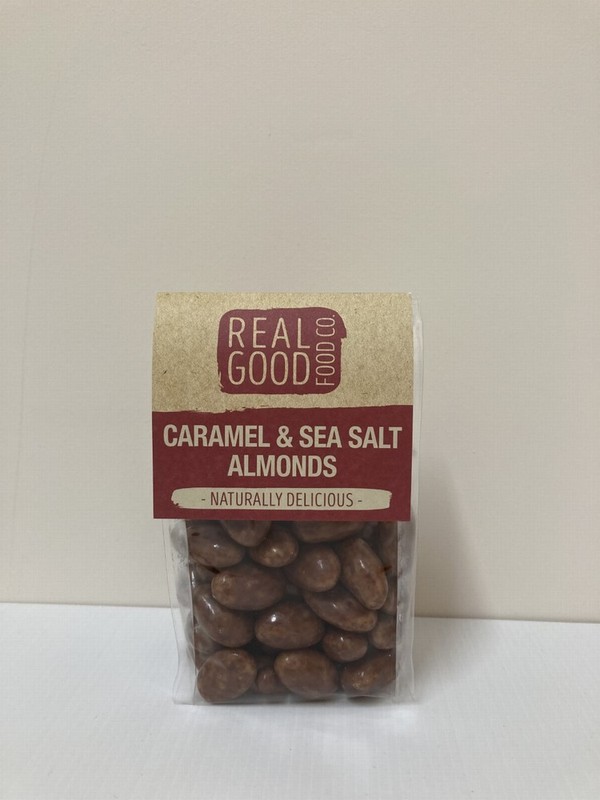 REAL
GOOD
FOOD CO.
CARAMEL & SEA SALT
ALMONDS
- NATURALLY DELICIOUS -